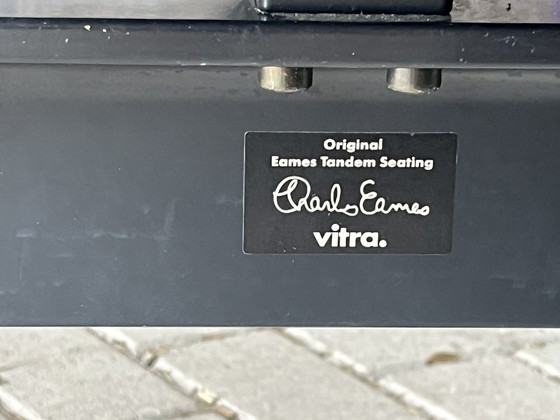 Original
Eames Tandem Seating
Charles Eames
vitra.